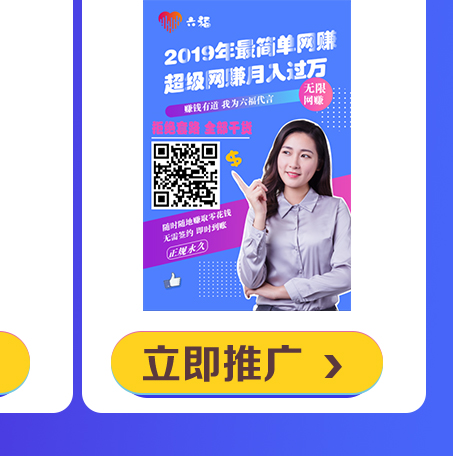 六福
2019年最简单网赚
超级网赚月入过万
无限
网赚
赚钱有道 我为六福代言
拒绝套路 全部干货
随时随地赚取零花钱
无需签约 即时到账
正规永久
立即推广